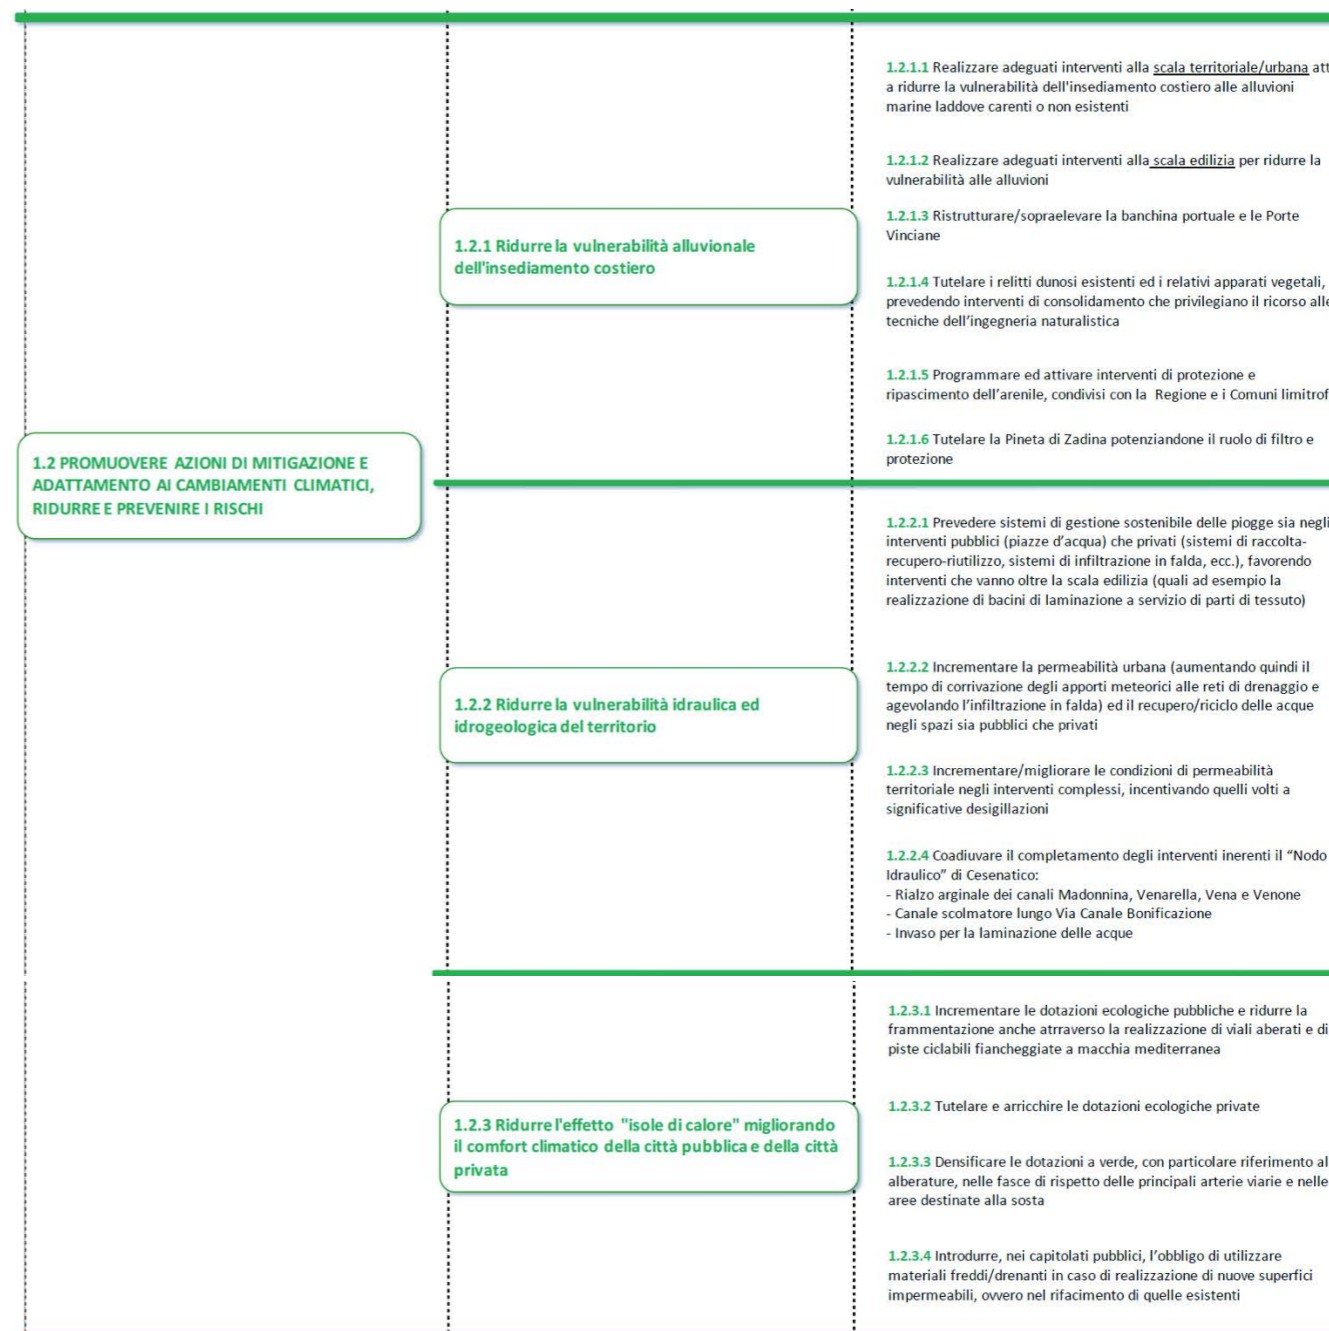 1.2 PROMUOVERE AZIONI DI MITIGAZIONE E
ADATTAMENTO AI CAMBIAMENTI CLIMATICI,
RIDURRE E PREVENIRE I RISCHI
1.2.1 Ridurre la vulnerabilità alluvionale
dell'insediamento costiero
1.2.1.1 Realizzare adeguati interventi alla scala territoriale/urbana att
a ridurre la vulnerabilità dell'insediamento costiero alle alluvioni
marine laddove carenti o non esistenti
1.2.1.2 Realizzare adeguati interventi alla scala edilizia per ridurre la
vulnerabilità alle alluvioni
1.2.1.3 Ristrutturare/sopraelevare la banchina portuale e le Porte
Vinciane
1.2.1.4 Tutelare i relitti dunosi esistenti ed i relativi apparati vegetali,
prevedendo interventi di consolidamento che privilegiano il ricorso alle
tecniche dell’ingegneria naturalistica
1.2.1.5 Programmare ed attivare interventi di protezione e
ripascimento dell’arenile, condivisi con la Regione e i Comuni limitrof
1.2.1.6 Tutelare la Pineta di Zadina potenziandone il ruolo di filtro e
protezione
1.2.2 Ridurre la vulnerabilità idraulica ed
idrogeologica del territorio
1.2.2.1 Prevedere sistemi di gestione sostenibile delle piogge sia negli
interventi pubblici (piazze d’acqua) che privati (sistemi di raccolta-
recupero-riutilizzo, sistemi di infiltrazione in falda, ecc.), favorendo
interventi che vanno oltre la scala edilizia (quali ad esempio la
realizzazione di bacini di laminazione a servizio di parti di tessuto)
1.2.2.2 Incrementare la permeabilità urbana (aumentando quindi il
tempo di corrivazione degli apporti meteorici alle reti di drenaggio e
agevolando l’infiltrazione in falda) ed il recupero/riciclo delle acque
negli spazi sia pubblici che privati
1.2.2.3 Incrementare/migliorare le condizioni di permeabilità
territoriale negli interventi complessi, incentivando quelli volti a
significative desigillazioni
1.2.2.4 Coadiuvare il completamento degli interventi inerenti il “Nodo
Idraulico” di Cesenatico:
- Rialzo arginale dei canali Madonnina, Venarella, Vena e Venone
- Canale scolmatore lungo Via Canale Bonificazione
- Invaso per la laminazione delle acque
1.2.3 Ridurre l'effetto "isole di calore" migliorando
il comfort climatico della città pubblica e della città
privata
1.2.3.1 Incrementare le dotazioni ecologiche pubbliche e ridurre la
frammentazione anche atrraverso la realizzazione di viali aberati e di
piste ciclabili fiancheggiate a macchia mediterranea
1.2.3.2 Tutelare e arricchire le dotazioni ecologiche private
1.2.3.3 Densificare le dotazioni a verde, con particolare riferimento al
alberature, nelle fasce di rispetto delle principali arterie viarie e nelle
aree destinate alla sosta
1.2.3.4 Introdurre, nei capitolati pubblici, l’obbligo di utilizzare
materiali freddi/drenanti in caso di realizzazione di nuove superfici
impermeabili, ovvero nel rifacimento di quelle esistenti